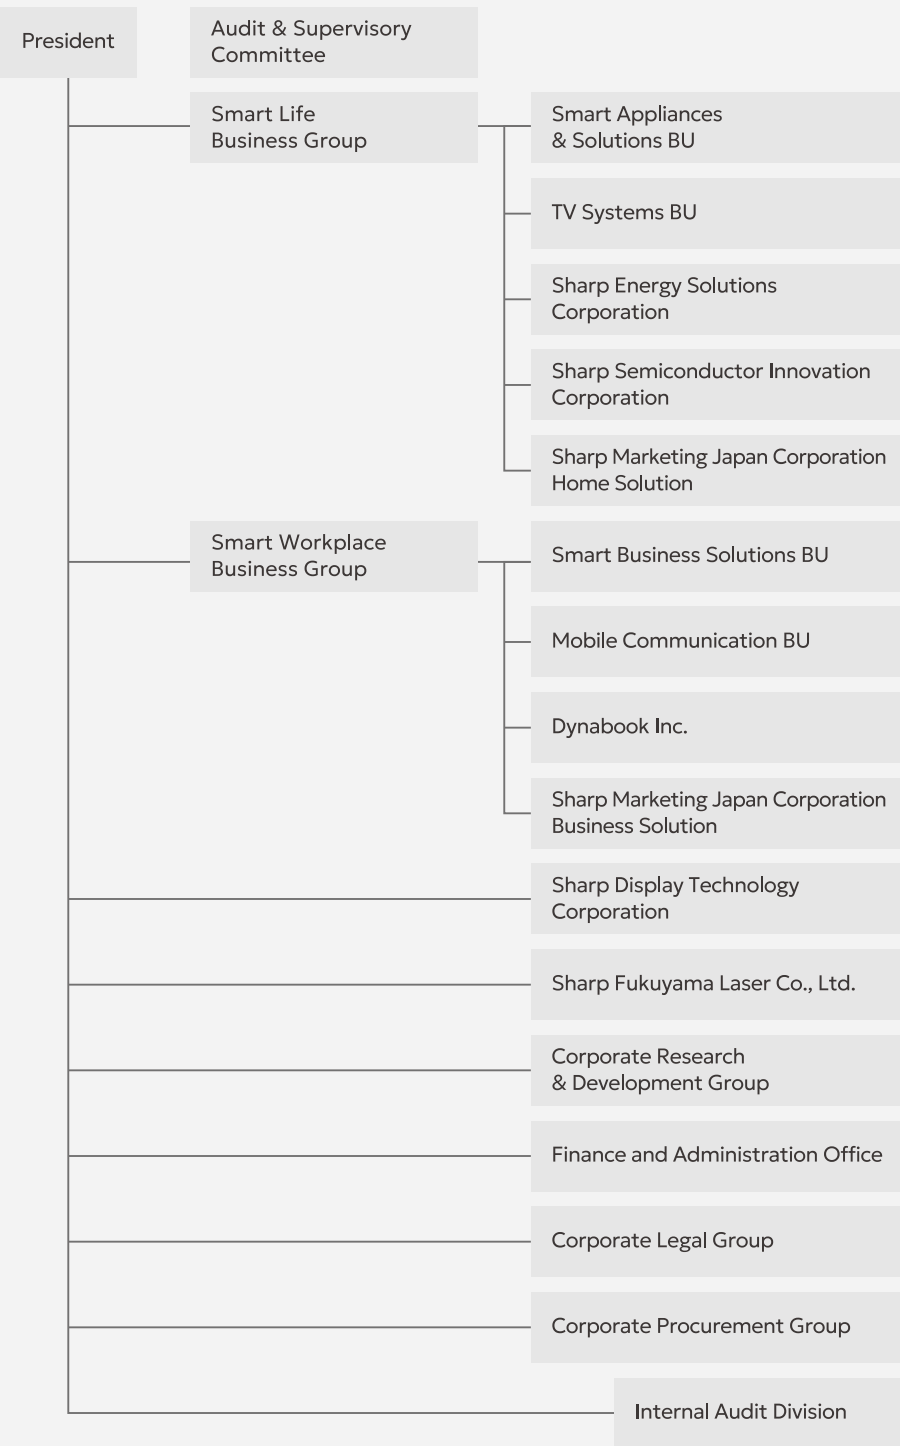 President
Audit & Supervisory
Committee
Smart Life
Business Group
Smart Appliances
& Solutions BU
TV Systems BU
Sharp Energy Solutions
Corporation
Sharp Semiconductor Innovation
Corporation
Sharp Marketing Japan Corporation
Home Solution
Smart Workplace
Business Group
Smart Business Solutions BU
Mobile Communication BU
Dynabook Inc.
Sharp Marketing Japan Corporation
Business Solution
Sharp Display Technology
Corporation
Sharp Fukuyama Laser Co., Ltd.
Corporate Research
& Development Group
Finance and Administration Office
Corporate Legal Group
Corporate Procurement Group
Internal Audit Division